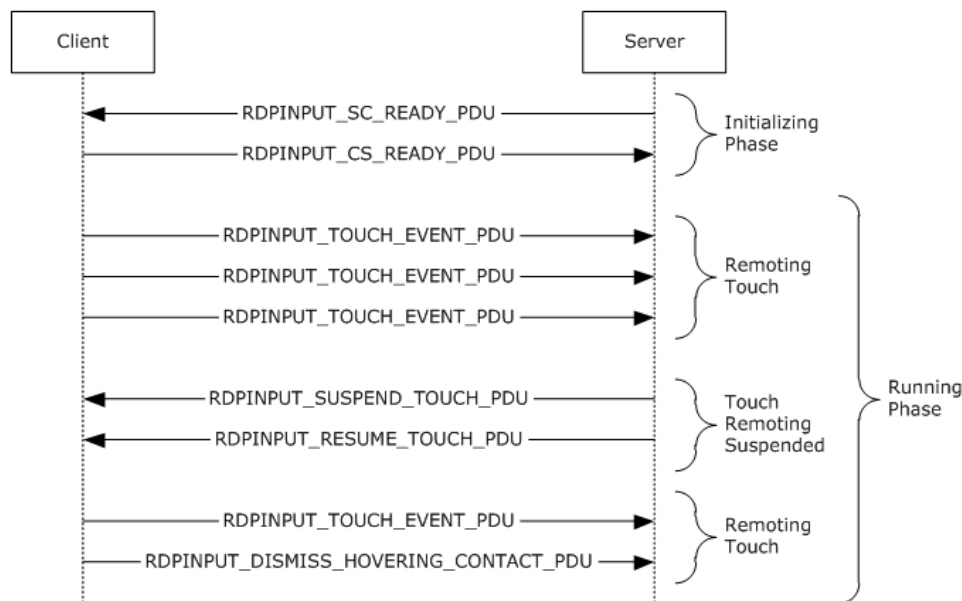 Client
Server
RDPINPUT_SC_READY_PDU
RDPINPUT_CS_READY_PDU
Initializing
Phase
RDPINPUT_TOUCH_EVENT_PDU
RDPINPUT_TOUCH_EVENT_PDU
RDPINPUT_TOUCH_EVENT_PDU
Remoting
Touch
RDPINPUT_SUSPEND_TOUCH_PDU
RDPINPUT_RESUME_TOUCH_PDU
Touch
Remoting
Suspended
Running
Phase
RDPINPUT_TOUCH_EVENT_PDU
RDPINPUT_DISMISS_HOVERING_CONTACT_PDU
Remoting
Touch